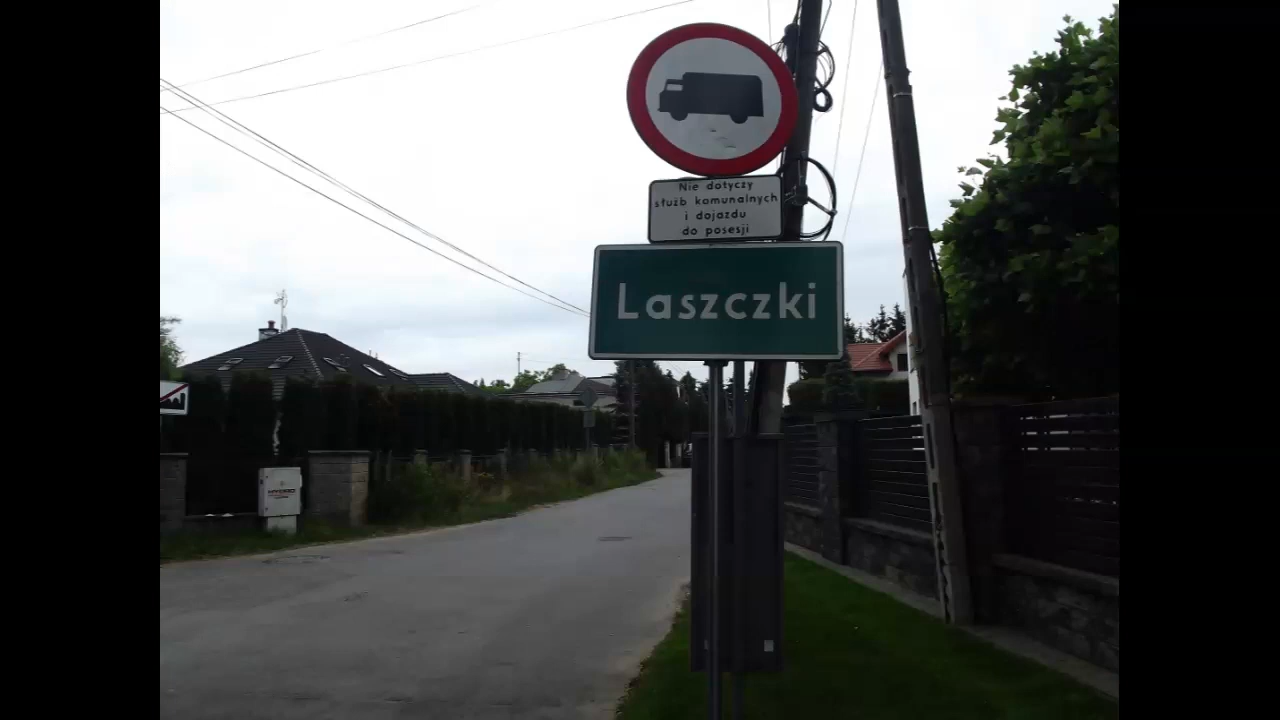 Nie dotyczy
służb komunalnych
i dojazdu
do posesji
Laszczki